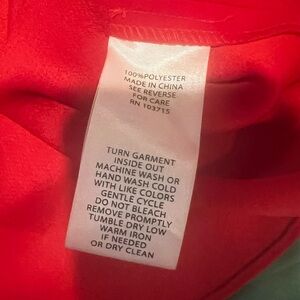 100%POLYESTER
MADE IN CHINA
SEE REVERSE
FOR CARE
RN 103715
TURN GARMENT
INSIDE OUT
MACHINE WASH OR
HAND WASH COLD
WITH LIKE COLORS
GENTLE CYCLE
DO NOT BLEACH
REMOVE PROMPTLY
TUMBLE DRY LOW
WARM IRON
IF NEEDED
OR DRY CLEAN